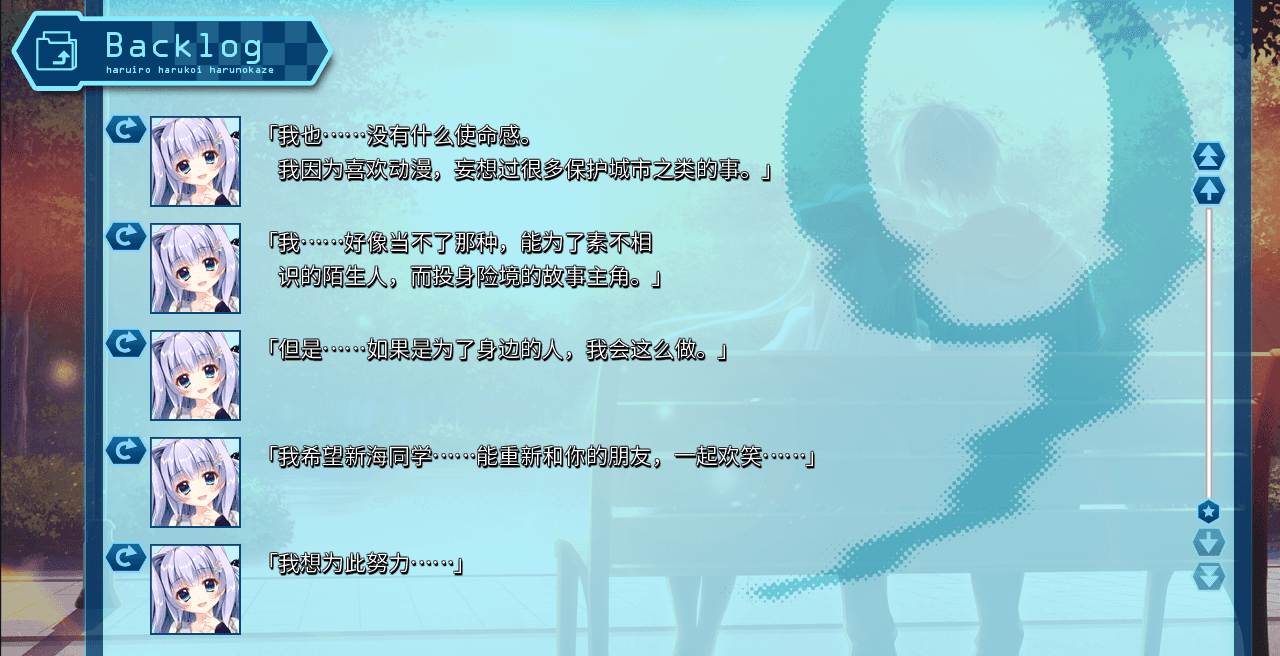 Backlog
haruiro harukoi harunokaze
「我也……没有什么使命感。
我因为喜欢动漫，妄想过很多保护城市之类的事。」
「我……好像当不了那种，能为了素不相
识的陌生人，而投身险境的故事主角。」
「但是……如果是为了身边的人，我会这么做。」
「我希望新海同学……能重新和你的朋友，一起欢笑……」
「我想为此努力……」